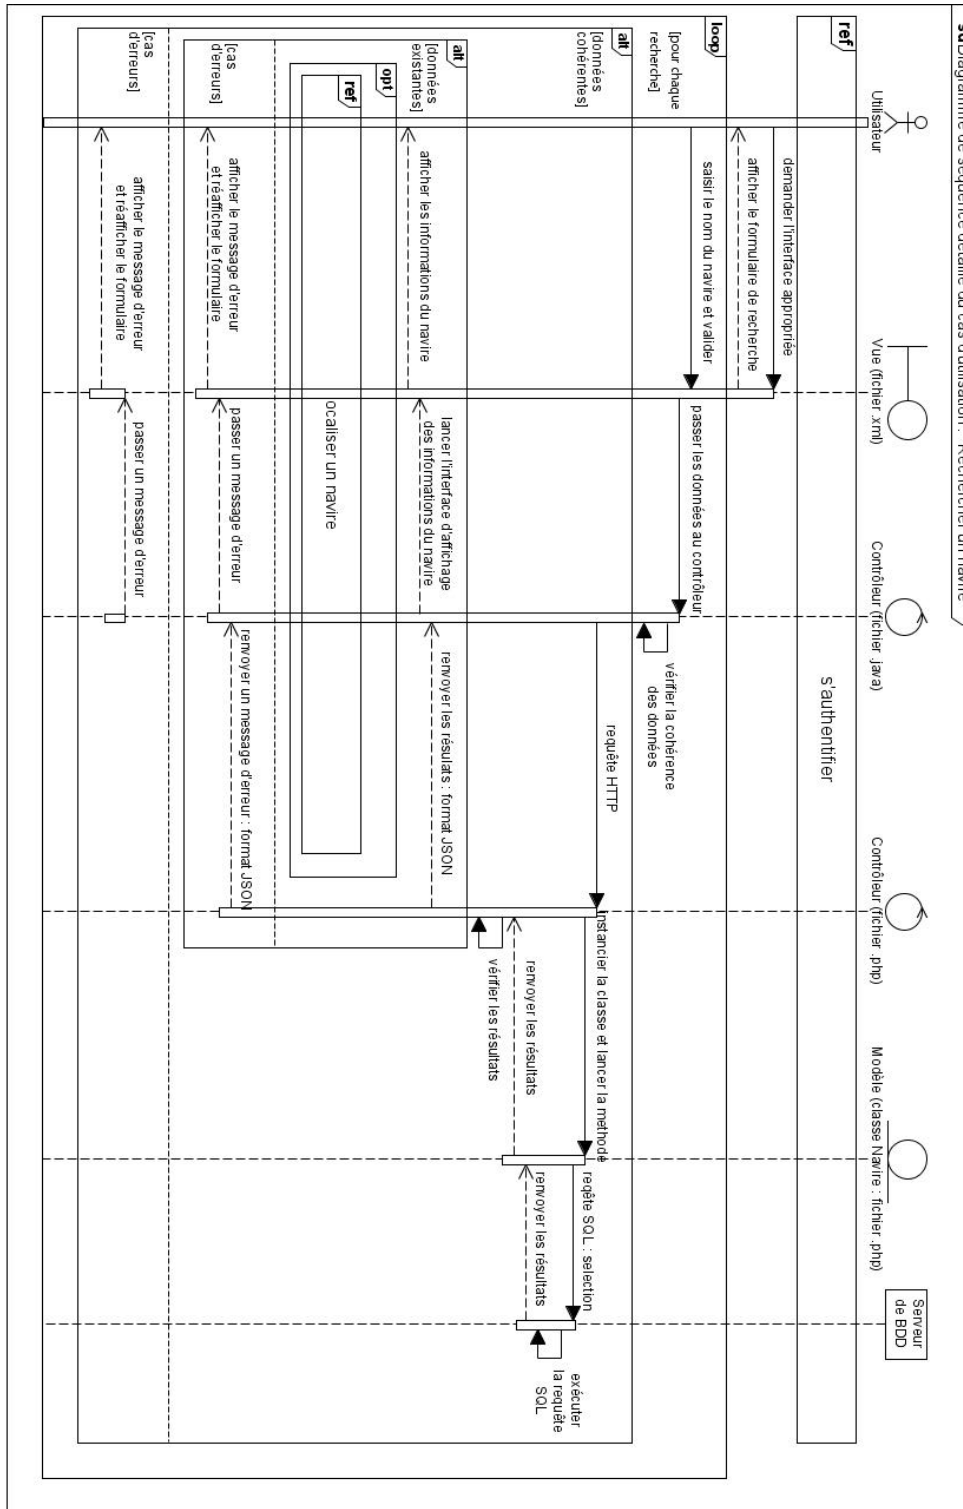 sdDiagramme de séquence détaillé du cas d'utilisation : "Rechercher un navire"
Utilisateur
Vue (fichier .xml)
Contrôleur (fichier .java)
Contrôleur (fichier .php)
Modèle (classe Navire : fichier .php)
Serveur
de BDD
ref
s'authentifier
demander l'interface appropriée
afficher le formulaire de recherche
loop
[pour chaque
recherche]
saisir le nom du navire et valider
passer les données au contrôleur
vérifier la cohérence
des données
alt
[données
cohérentes]
requête HTTP
instancier la classe et lancer la methode
reqête SQL : selection
exécuter
la requête
SQL
renvoyer les résultats
renvoyer les résultats
vérifier les résultats
alt
[données
existantes]
renvoyer les résulats : format JSON
lancer l'interface d'affichage
des informations du navire
afficher les informations du navire
opt
ref
ocaliser un navire
[cas
d'erreurs]
renvoyer un message d'erreur : format JSON
passer un message d'erreur
afficher le message d'erreur
et réafficher le formulaire
[cas
d'erreurs]
passer un message d'erreur
afficher le message d'erreur
et réafficher le formulaire